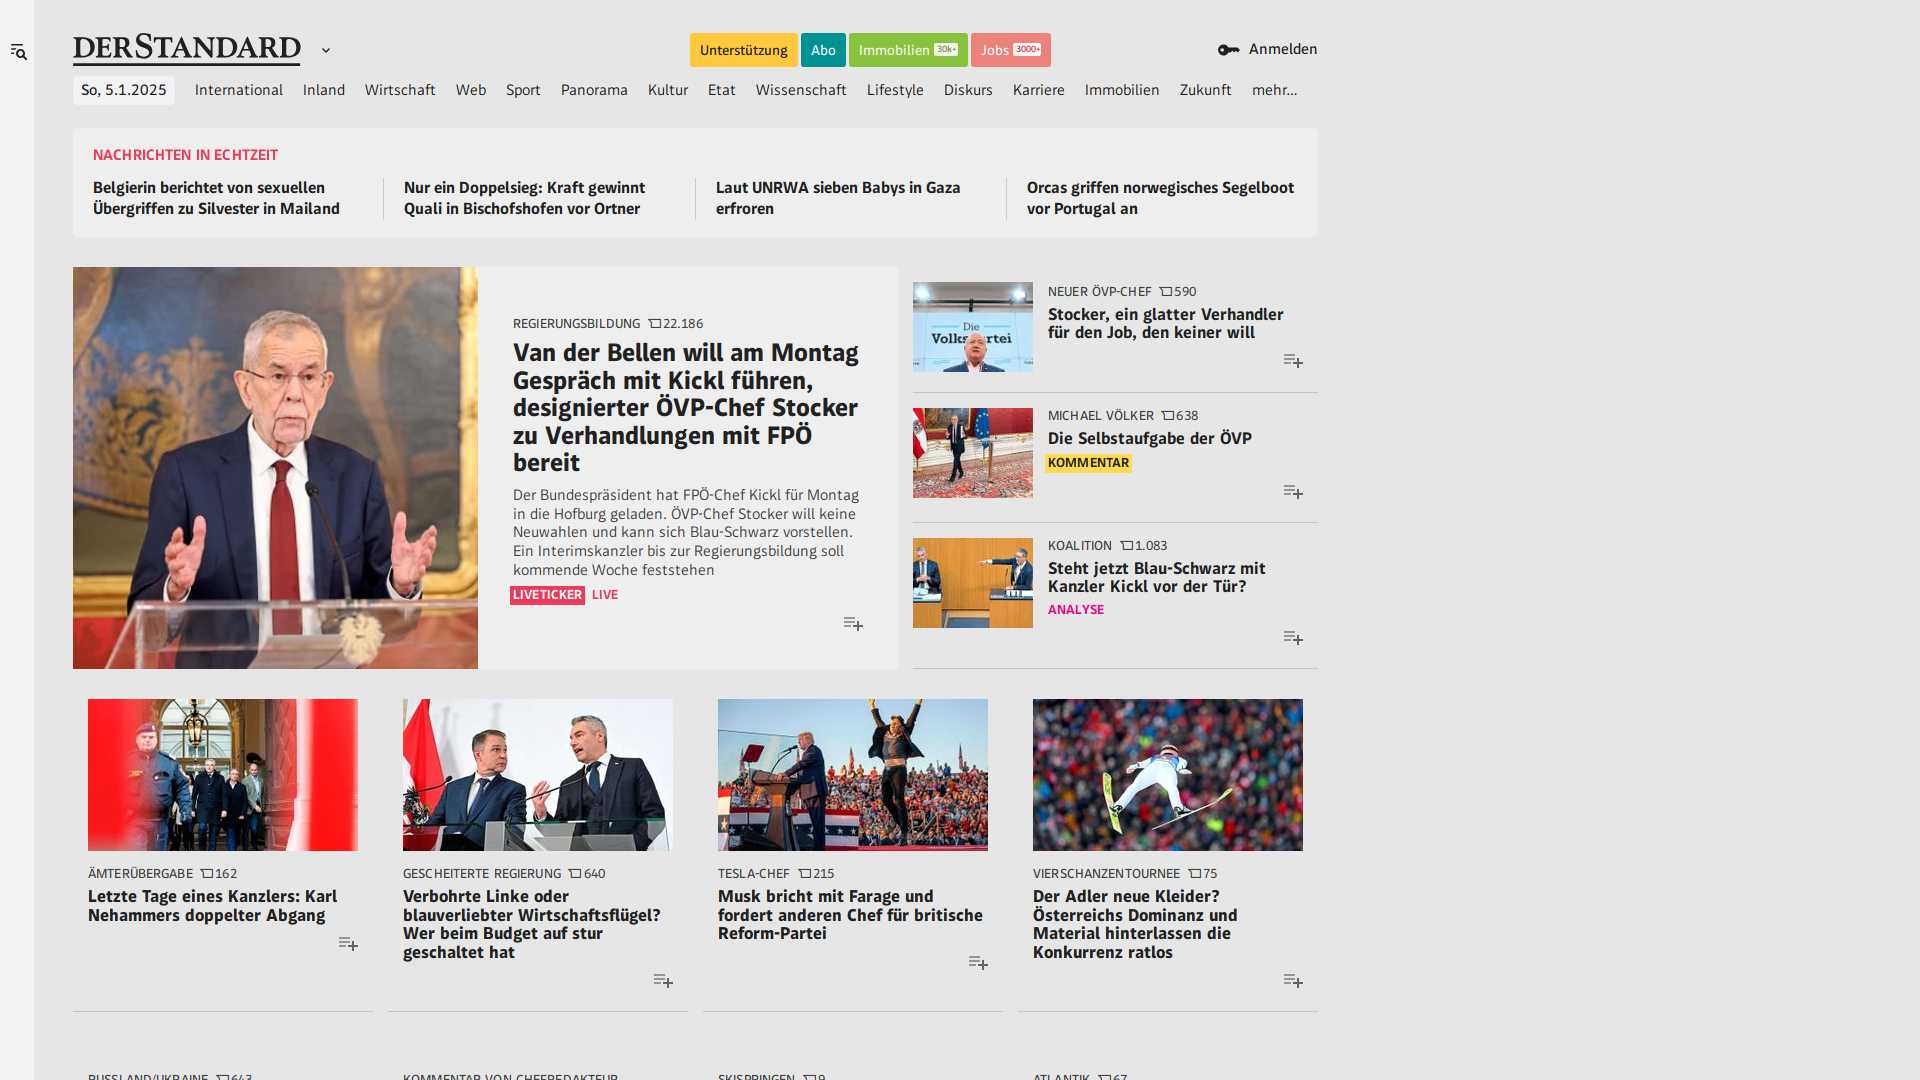 DERSTANDARD
Unterstützung
Abo
Immobilien 30k+
Jobs 3000+
Anmelden
So, 5.1.2025
International
Inland
Wirtschaft
Web
Sport
Panorama
Kultur
Etat
Wissenschaft
Lifestyle
Diskurs
Karriere
Immobilien
Zukunft
mehr...
NACHRICHTEN IN ECHTZEIT
Belgierin berichtet von sexuellen
Übergriffen zu Silvester in Mailand
Nur ein Doppelsieg: Kraft gewinnt
Quali in Bischofshofen vor Ortner
Laut UNRWA sieben Babys in Gaza
erfroren
Orcas griffen norwegisches Segelboot
vor Portugal an
REGIERUNGSBILDUNG 22.186
Van der Bellen will am Montag
Gespräch mit Kickl führen,
designierter ÖVP-Chef Stocker
zu Verhandlungen mit FPÖ
bereit
Der Bundespräsident hat FPÖ-Chef Kickl für Montag
in die Hofburg geladen. ÖVP-Chef Stocker will keine
Neuwahlen und kann sich Blau-Schwarz vorstellen.
Ein Interimskanzler bis zur Regierungsbildung soll
kommende Woche feststehen
LIVETICKER LIVE
Die
Volkspartei
NEUER ÖVP-CHEF 590
Stocker, ein glatter Verhandler
für den Job, den keiner will
MICHAEL VÖLKER 638
Die Selbstaufgabe der ÖVP
KOMMENTAR
KOALITION 1.083
Steht jetzt Blau-Schwarz mit
Kanzler Kickl vor der Tür?
ANALYSE
ÄMTERÜBERGABE 162
Letzte Tage eines Kanzlers: Karl
Nehammers doppelter Abgang
GESCHEITERTE REGIERUNG 640
Verbohrte Linke oder
blauverliebter Wirtschaftsflügel?
Wer beim Budget auf stur
geschaltet hat
TESLA-CHEF 215
Musk bricht mit Farage und
fordert anderen Chef für britische
Reform-Partei
VIERSCHANZENTOURNEE 75
Der Adler neue Kleider?
Österreichs Dominanz und
Material hinterlassen die
Konkurrenz ratlos
RUSSLAND/UKRAINE 643
KOMMENTAR VON CHEFREDAKTEUR
SKISPRINGEN 9
ATLANTIK 67